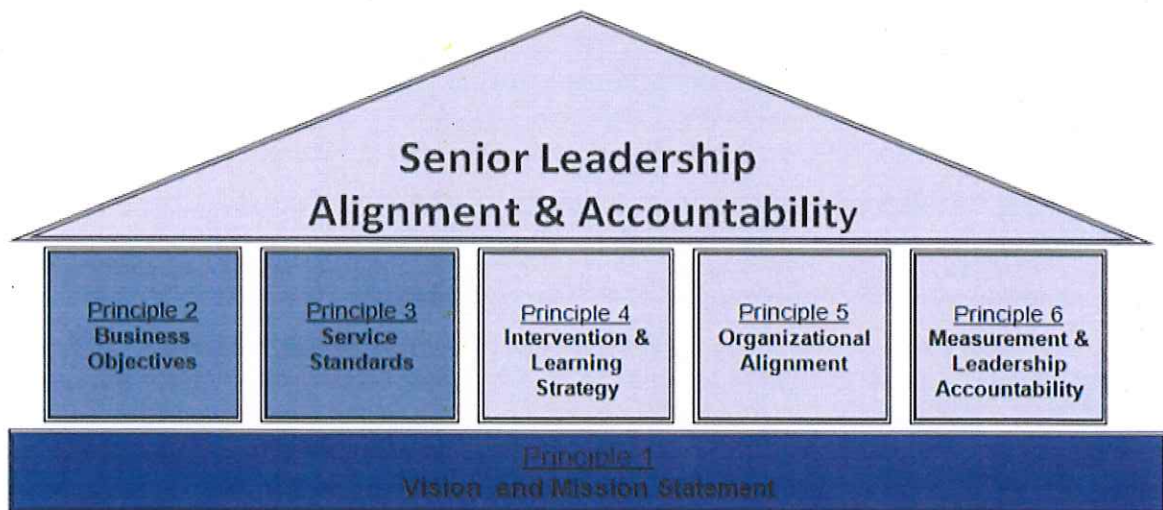 Senior Leadership
Alignment & Accountability
Principle 2
Business
Objectives
Principle 3
Service
Standards
Principle 4
Intervention &
Learning
Strategy
Principle 5
Organizational
Alignment
Principle 6
Measurement &
Leadership
Accountability
Principle 1
Vision and Mission Statement